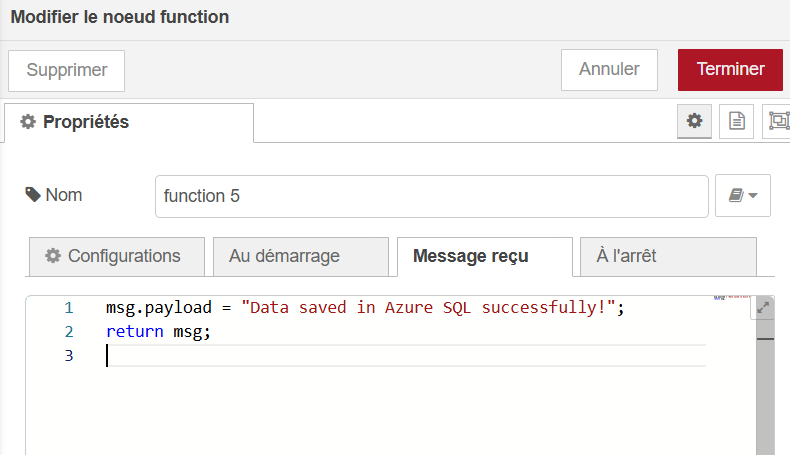 Modifier le noeud function
Supprimer
Annuler
Terminer
Propriétés
Nom
function 5
Configurations
Au démarrage
Message reçu
À l'arrêt
1 msg.payload = "Data saved in Azure SQL successfully!";
2 return msg;
3